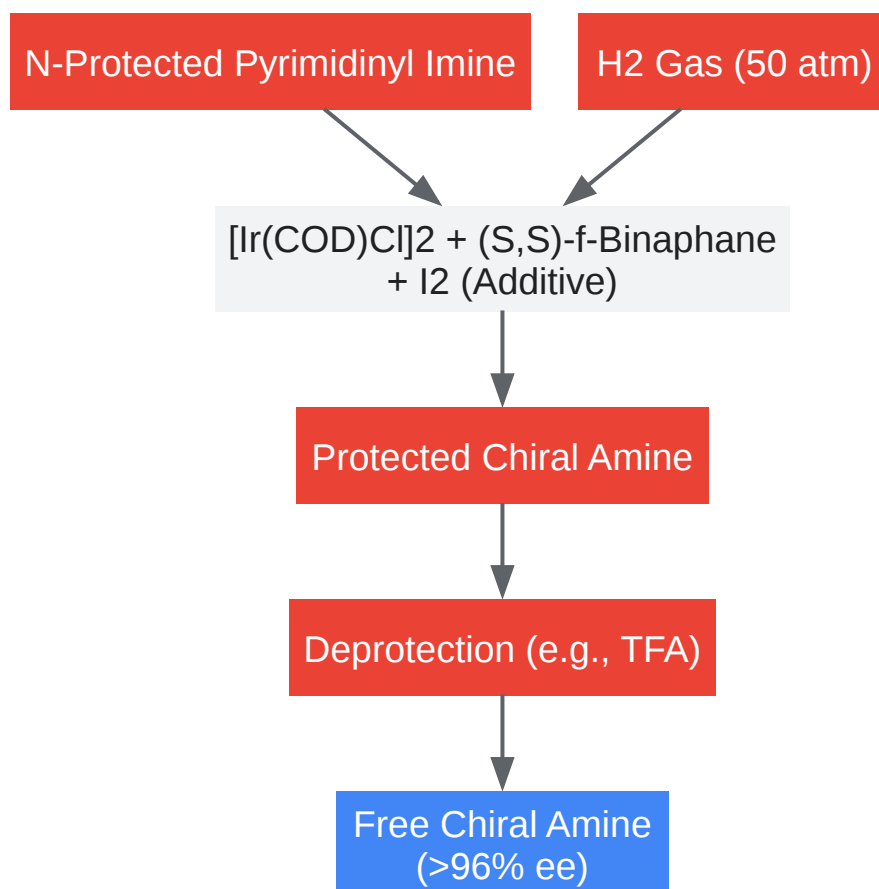 N-Protected Pyrimidinyl Imine
H2 Gas (50 atm)
[Ir(COD)Cl]2 + (S,S)-f-Binaphane
+ I2 (Additive)
Protected Chiral Amine
Deprotection (e.g., TFA)
Free Chiral Amine
(>96% ee)